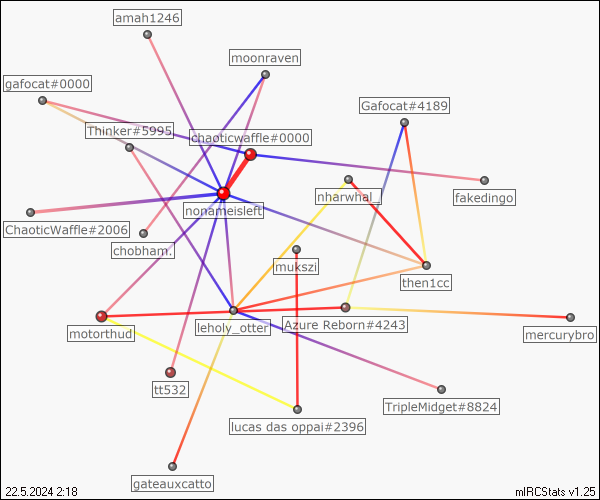 amah1246
moonraven
gafocat#0000
Gafocat#4189
Thinker#5995
chaoticwaffle#0000
nharwhal_
fakedingo
nonameisleft
ChaoticWaffle#2006
chobham.
mukszi
then1cc
motorthud
leholy_otter
Azure Reborn#4243
mercurybro
tt532
TripleMidget#8824
lucas das oppai#2396
gateauxcatto
22.5.2024 2:18
mIRCStats v1.25